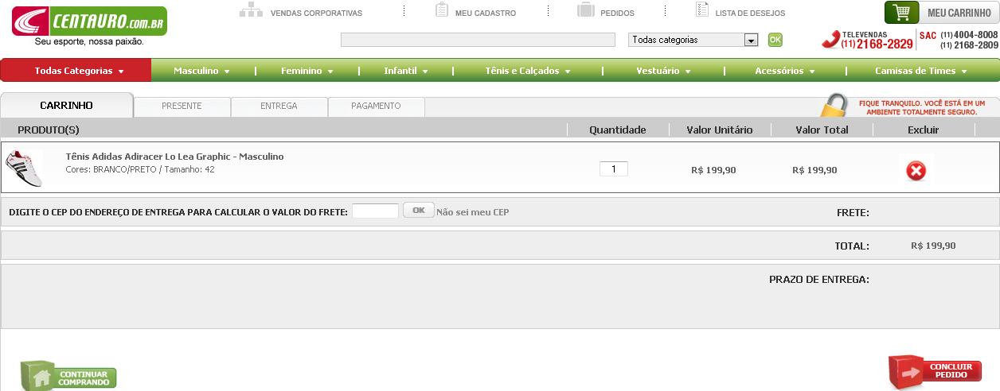 CENTAURO.COM.BR
Seu esporte, nossa paixão.
VENDAS CORPORATIVAS
MEU CADASTRO
PEDIDOS
LISTA DE DESEJOS
MEU CARRINHO
Todas categorias
OK
TELEVENDAS
(11) 2168-2829
SAC (11) 4004-8008
(11) 2168-2809
Todas Categorias
Masculino
Feminino
Infantil
Tênis e Calçados
Vestuário
Acessórios
Camisas de Times
CARRINHO
PRESENTE
ENTREGA
PAGAMENTO
FIQUE TRANQUILO. VOCÊ ESTÁ EM UM
AMBIENTE TOTALMENTE SEGURO.
PRODUTO(S)
Quantidade
Valor Unitário
Valor Total
Excluir
Tênis Adidas Adiracer Lo Lea Graphic - Masculino
Cores: BRANCO/PRETO / Tamanho: 42
1
R$ 199,90
R$ 199,90
DIGITE O CEP DO ENDEREÇO DE ENTREGA PARA CALCULAR O VALOR DO FRETE:
OK
Não sei meu CEP
FRETE:
TOTAL:
R$ 199,90
PRAZO DE ENTREGA:
CONTINUAR
COMPRANDO
CONCLUIR
PEDIDO